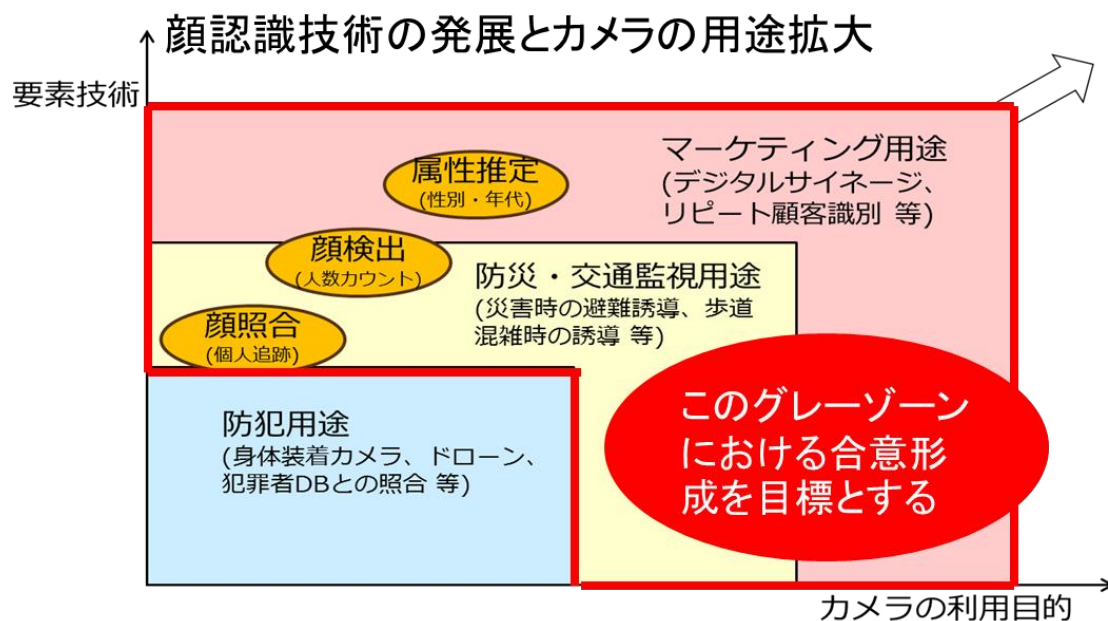 顔認識技術の発展とカメラの用途拡大
要素技術
マーケティング用途
(デジタルサイネージ、
リピート顧客識別 等)
属性推定
(性別・年代)
顔検出
(人数カウント)
防災・交通監視用途
(災害時の避難誘導、歩道
混雑時の誘導 等)
顔照合
(個人追跡)
このグレーゾーン
における合意形
成を目標とする
防犯用途
(身体装着カメラ、ドローン、
犯罪者DBとの照合 等)
カメラの利用目的